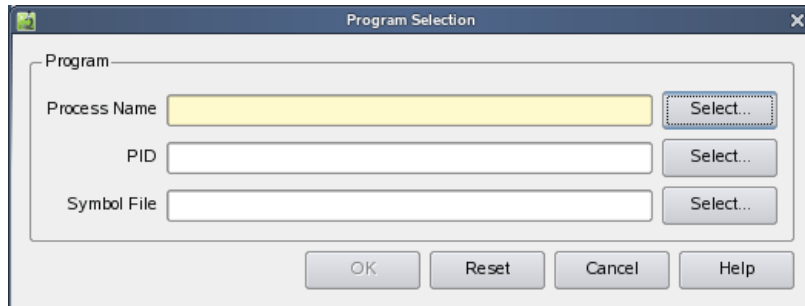 Program Selection
Program
Process Name Select...
PID Select...
Symbol File Select...
OK Reset Cancel Help